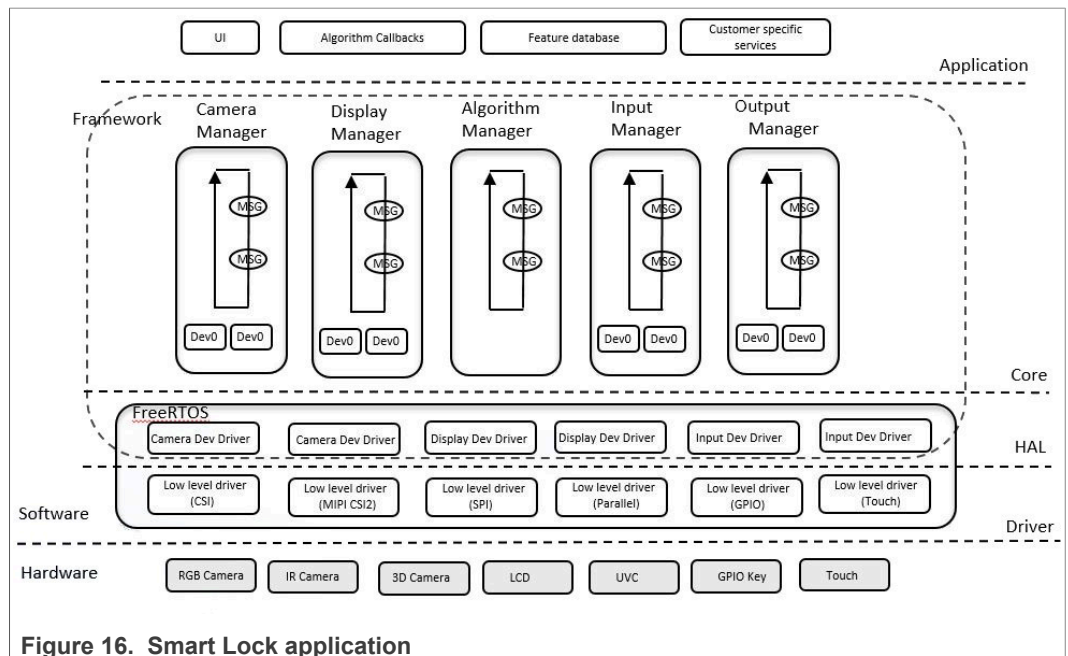 UI
Algorithm Callbacks
Feature database
Customer specific
services
Application
Framework
Camera
Manager
Display
Manager
Algorithm
Manager
Input
Manager
Output
Manager
MSG
MSG
MSG
MSG
MSG
MSG
MSG
MSG
MSG
MSG
Dev0 Dev0
Dev0 Dev0
Dev0 Dev0
Dev0 Dev0
Core
FreeRTOS
Camera Dev Driver
Camera Dev Driver
Display Dev Driver
Display Dev Driver
Input Dev Driver
Input Dev Driver
HAL
Low level driver
(CSI)
Low level driver
(MIPI CSI2)
Low level driver
(SPI)
Low level driver
(Parallel)
Low level driver
(GPIO)
Low level driver
(Touch)
Software
Driver
Hardware
RGB Camera
IR Camera
3D Camera
LCD
UVC
GPIO Key
Touch
Figure 16. Smart Lock application